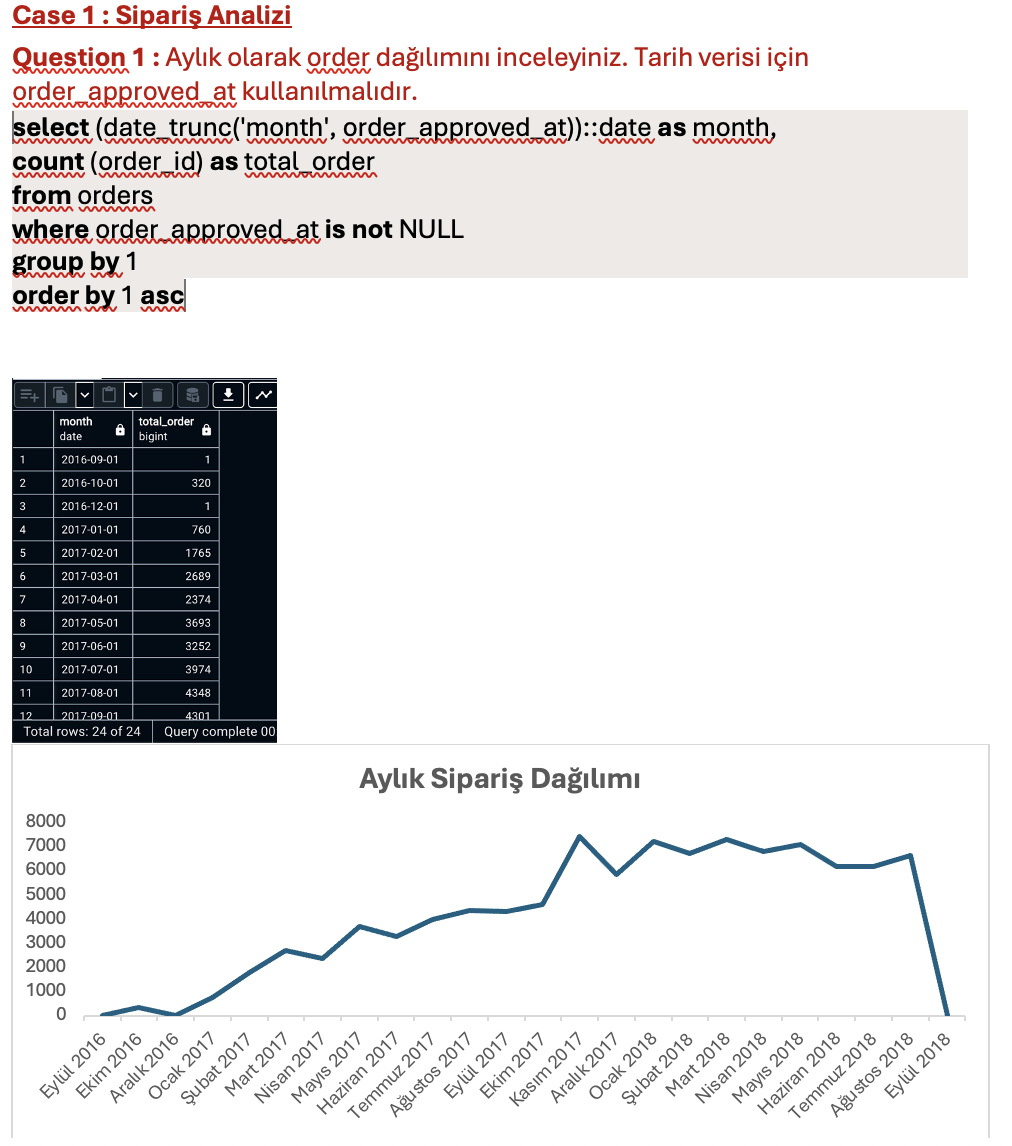 Case 1 : Sipariş Analizi
Question 1 : Aylık olarak order dağılımını inceleyiniz. Tarih verisi için
order_approved_at kullanılmalıdır.
select (date_trunc('month', order_approved_at))::date as month,
count (order_id) as total_order
from orders
where order_approved_at is not NULL
group by 1
order by 1 asc
month date total_order bigint
1 2016-09-01 1
2 2016-10-01 320
3 2016-12-01 1
4 2017-01-01 760
5 2017-02-01 1765
6 2017-03-01 2689
7 2017-04-01 2374
8 2017-05-01 3693
9 2017-06-01 3252
10 2017-07-01 3974
11 2017-08-01 4348
12 2017-09-01 4301
Total rows: 24 of 24 Query complete 00
Aylık Sipariş Dağılımı
8000
7000
6000
5000
4000
3000
2000
1000
0
Eylül 2016
Ekim 2016
Aralık 2016
Ocak 2017
Şubat 2017
Mart 2017
Nisan 2017
Mayıs 2017
Haziran 2017
Temmuz 2017
Ağustos 2017
Eylül 2017
Ekim 2017
Kasım 2017
Aralık 2017
Ocak 2018
Şubat 2018
Mart 2018
Nisan 2018
Mayıs 2018
Haziran 2018
Temmuz 2018
Ağustos 2018
Eylül 2018